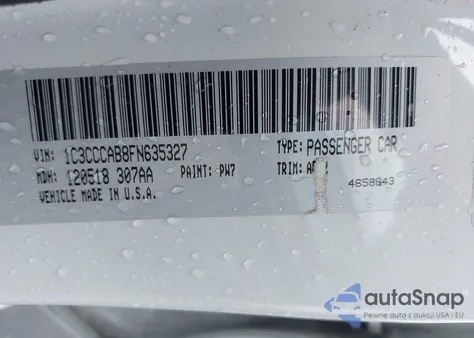 VIN: 1C3CCCAB8FN635327 TYPE: PASSENGER CAR
MDH: 120518 307AA PAINT: PW7 TRIM:
VEHICLE MADE IN U.S.A. 4658843
autoSnap
Pewne auta z aukcji USA i EU